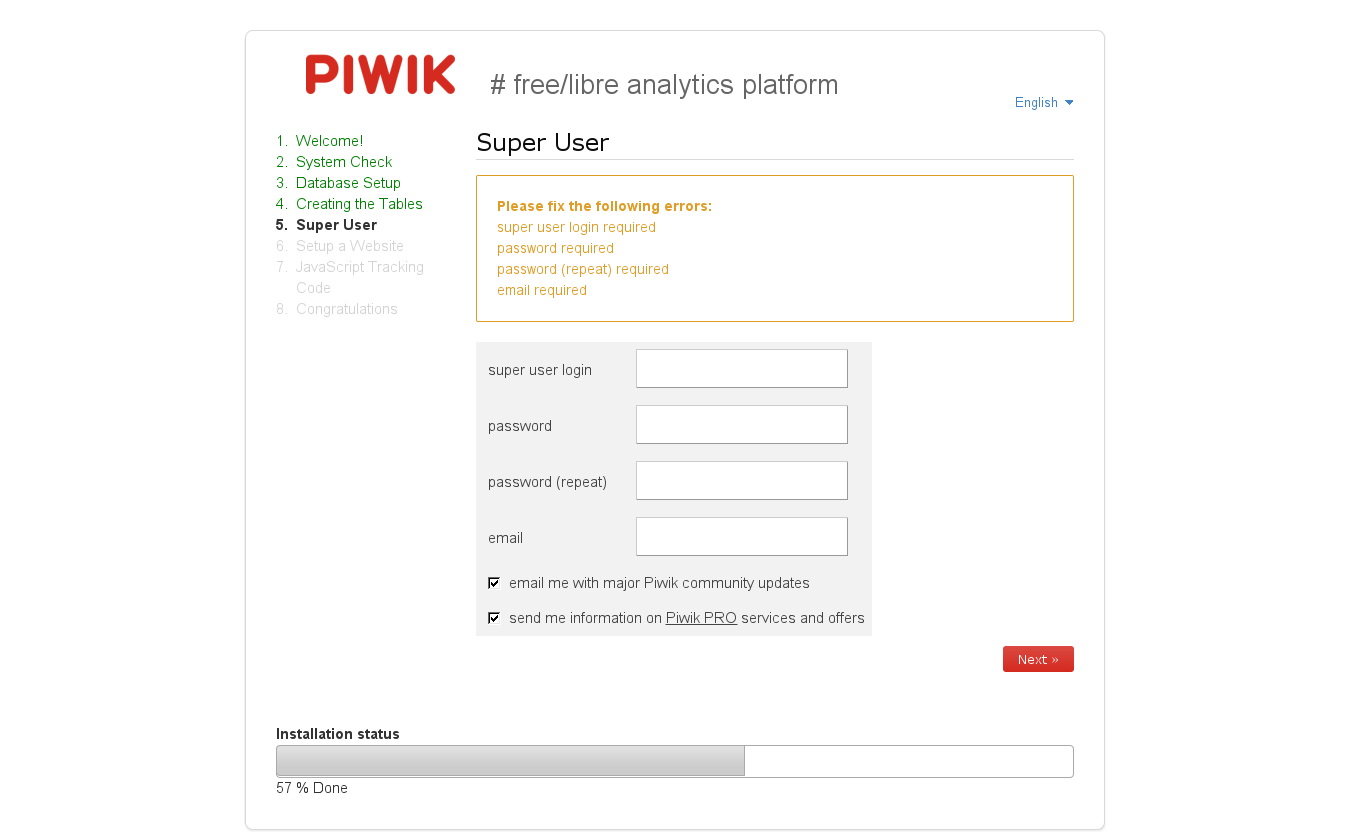 PIWIK
# free/libre analytics platform
English
1. Welcome!
2. System Check
3. Database Setup
4. Creating the Tables
5. Super User
6. Setup a Website
7. JavaScript Tracking
Code
8. Congratulations
Super User
Please fix the following errors:
super user login required
password required
password (repeat) required
email required
super user login
password
password (repeat)
email
email me with major Piwik community updates
send me information on Piwik PRO services and offers
Next »
Installation status
57 % Done